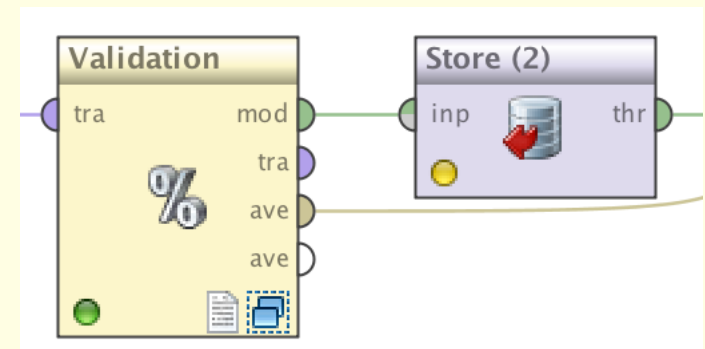 Validation
tra
mod
tra
ave
ave
%
Store (2)
inp
thr